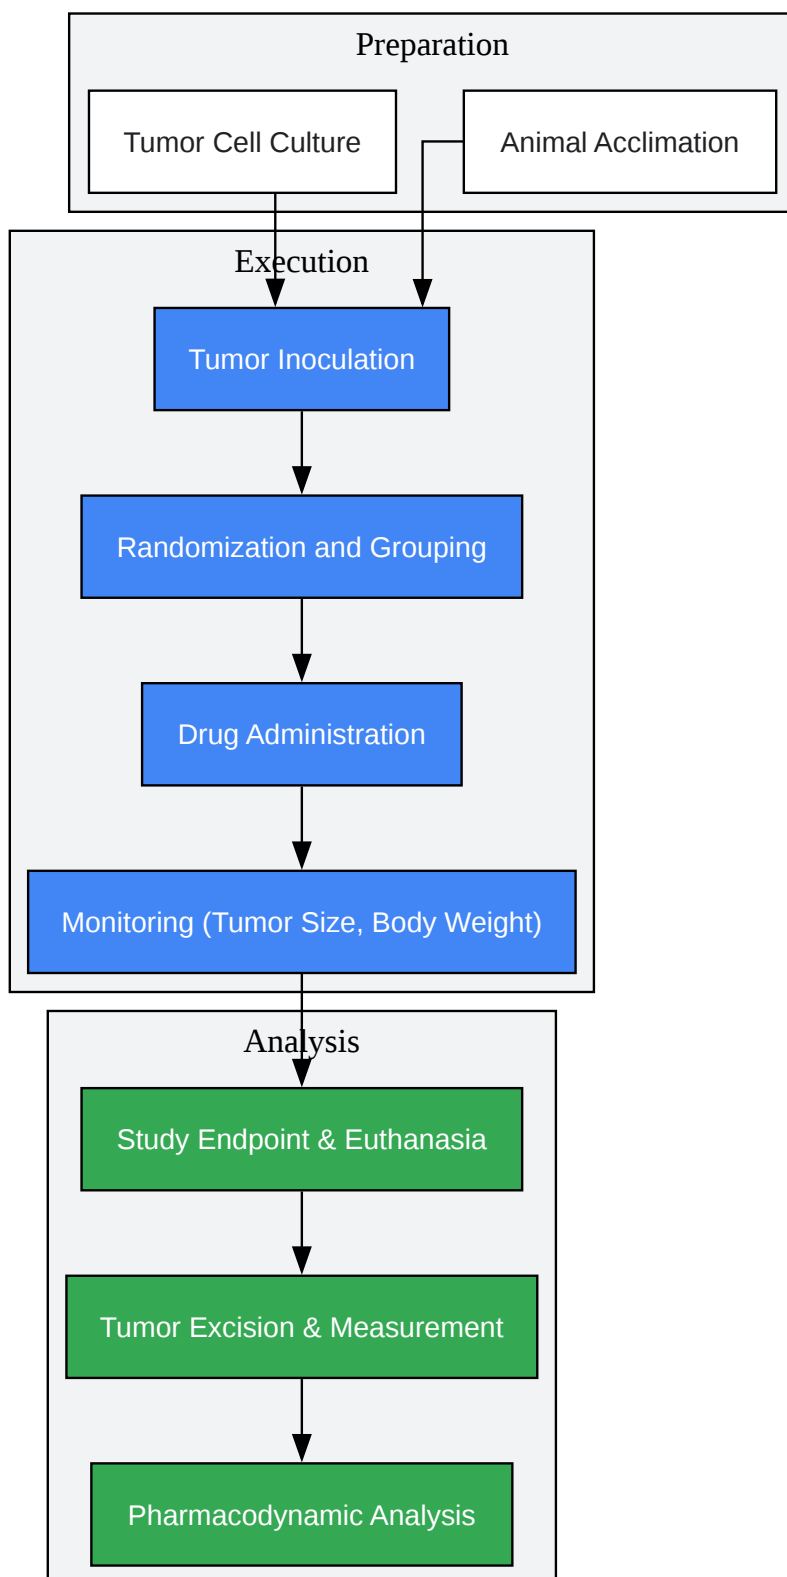 Preparation
Tumor Cell Culture
Animal Acclimation
Execution
Tumor Inoculation
Randomization and Grouping
Drug Administration
Monitoring (Tumor Size, Body Weight)
Analysis
Study Endpoint & Euthanasia
Tumor Excision & Measurement
Pharmacodynamic Analysis